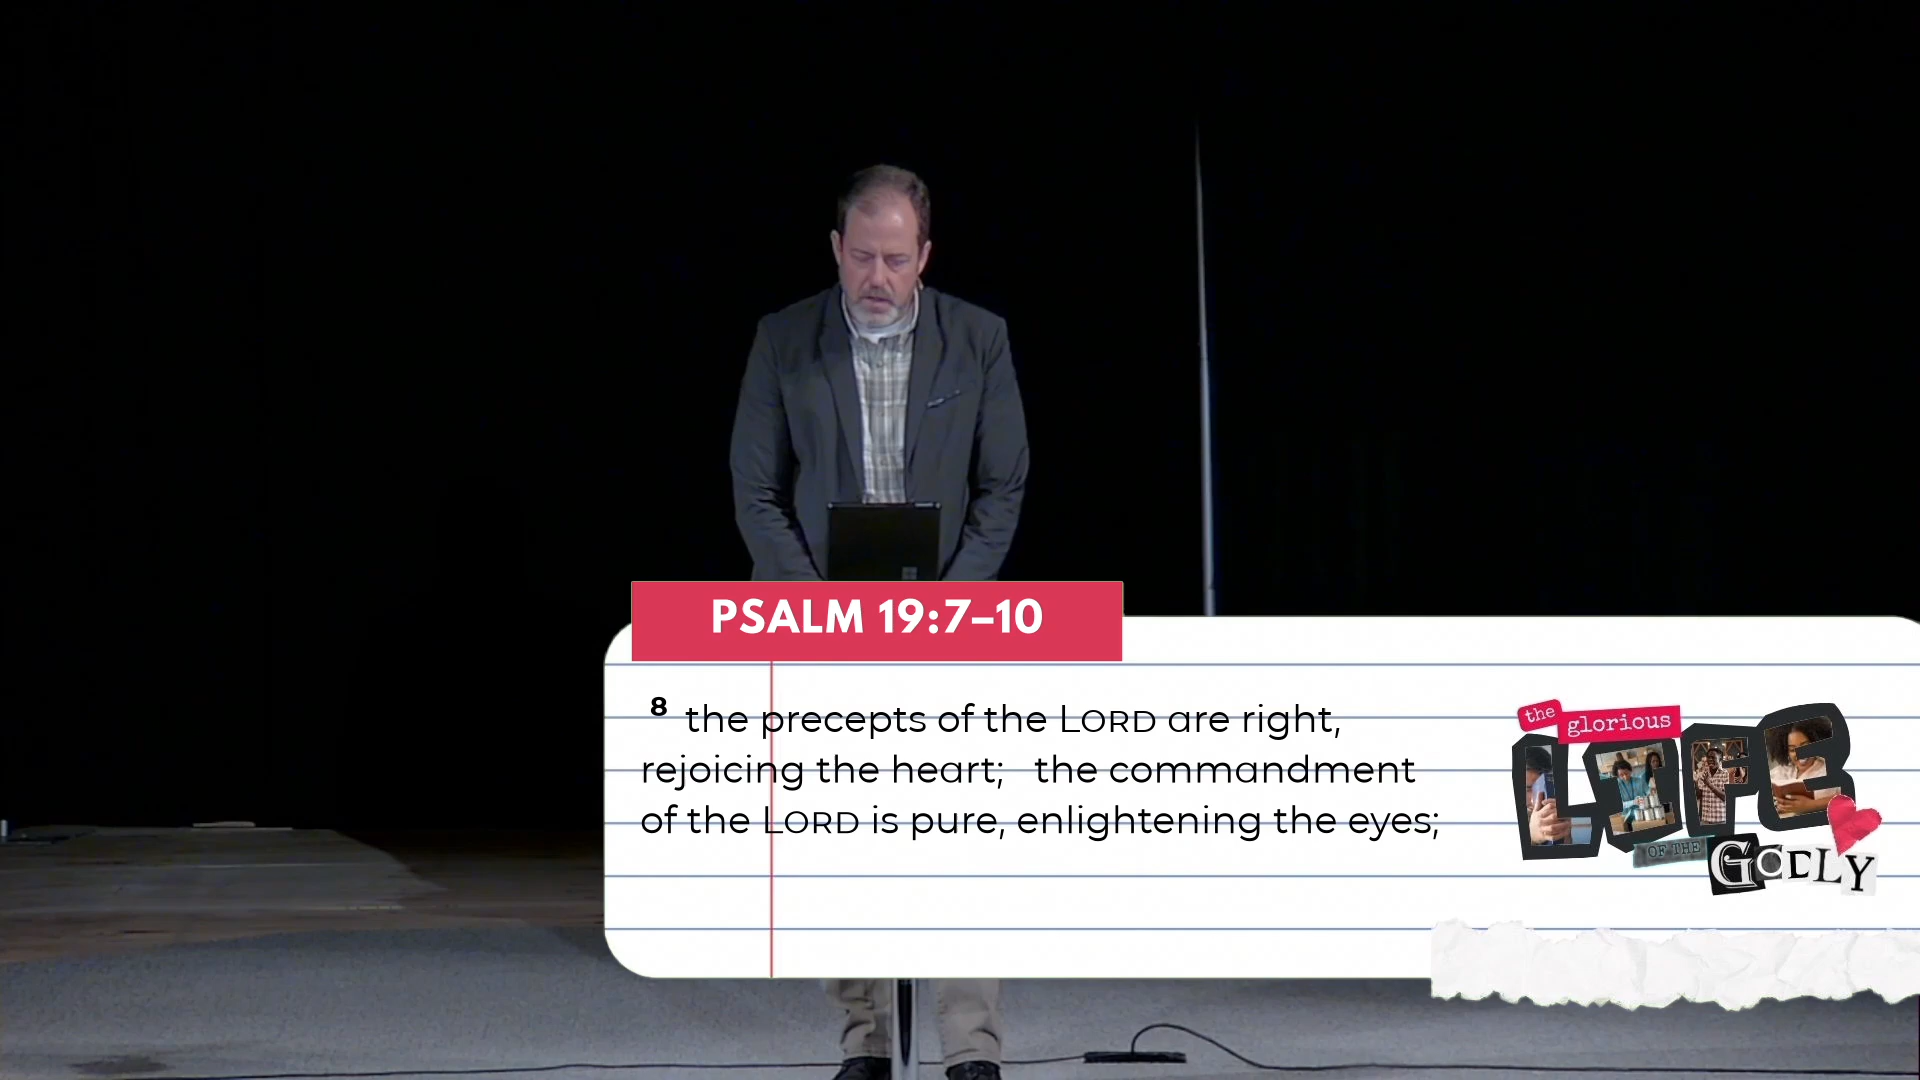 PSALM 19:7–10
8 the precepts of the LORD are right,
rejoicing the heart; the commandment
of the LORD is pure, enlightening the eyes;
the glorious
LIFE
OF THE
GODLY